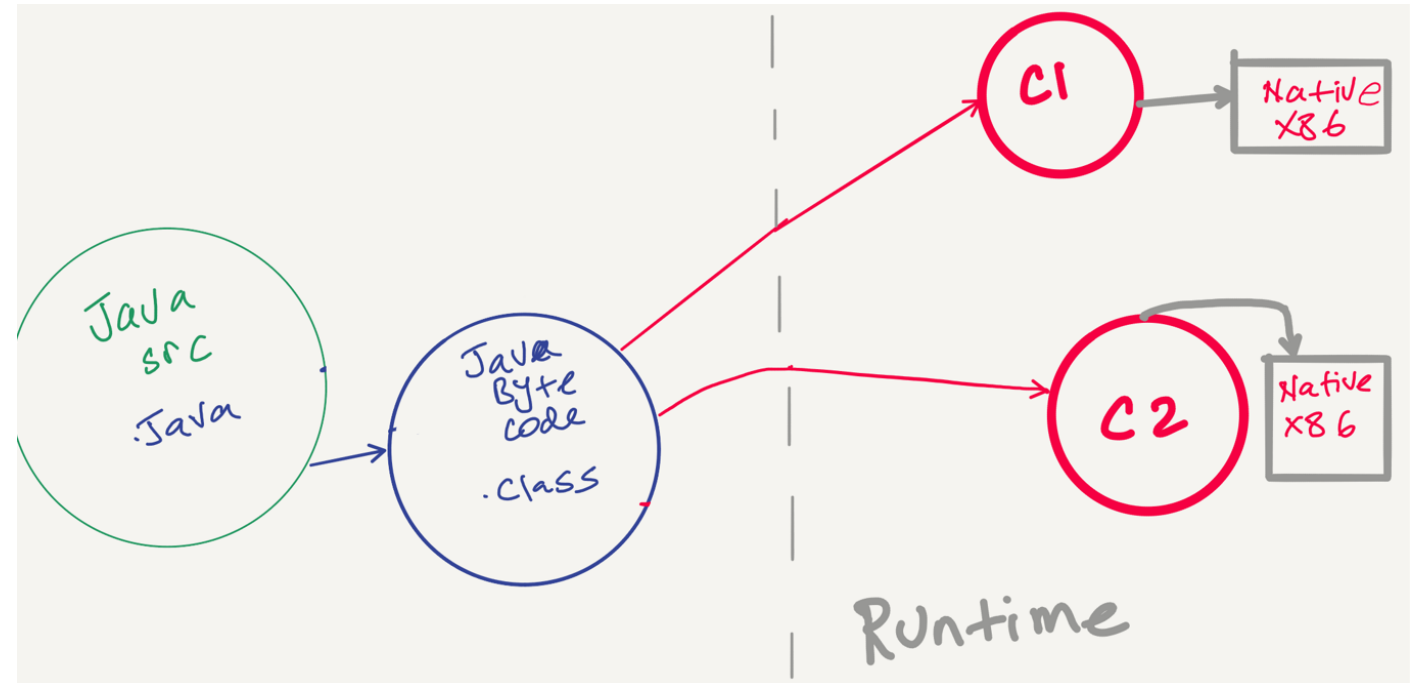 Java
src
.Java
Java
Byte
code
.class
C1
Native
X86
C2
Native
X86
Runtime